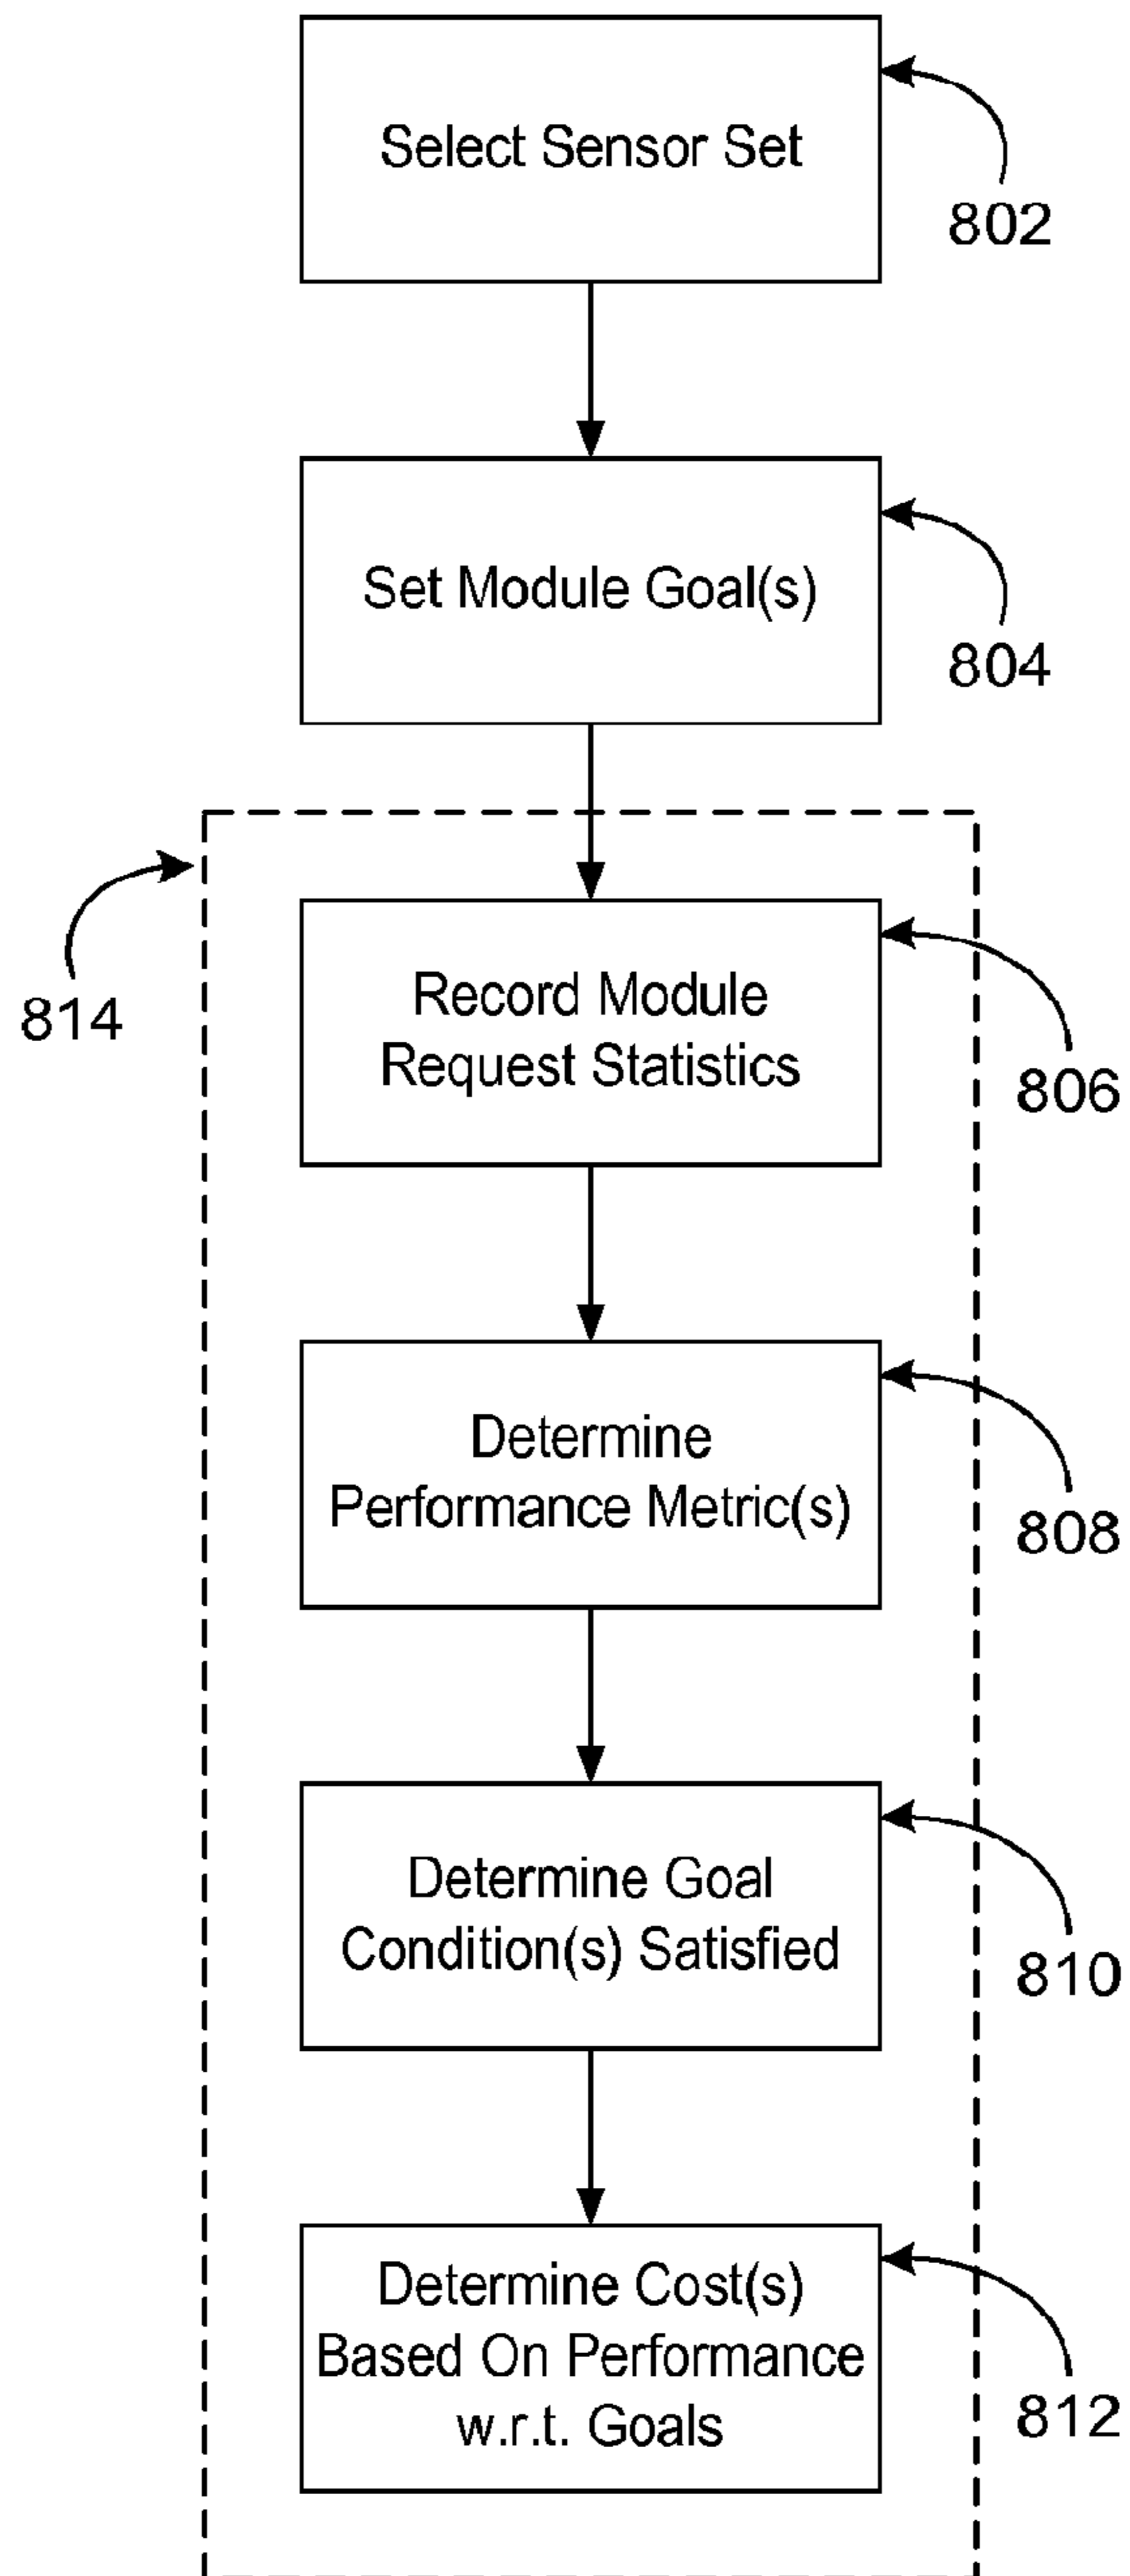 Select Sensor Set
802
Set Module Goal(s)
804
814
Record Module
Request Statistics
806
Determine
Performance Metric(s)
808
Determine Goal
Condition(s) Satisfied
810
Determine Cost(s)
Based On Performance
w.r.t. Goals
812